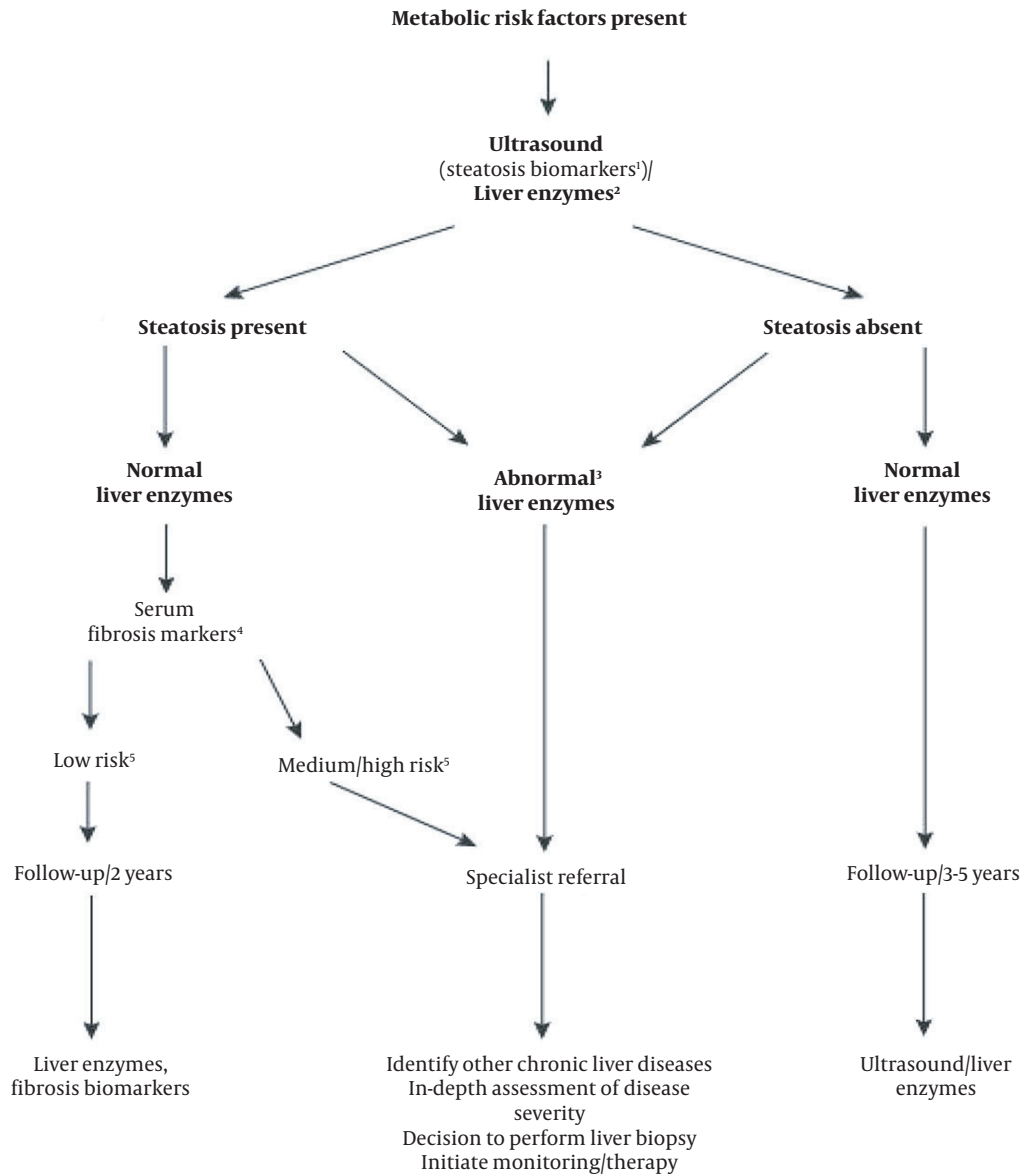 Metabolic risk factors present
Ultrasound
(steatosis biomarkers¹)/
Liver enzymes²
Steatosis present
Steatosis absent
Normal
liver enzymes
Abnormal³
liver enzymes
Normal
liver enzymes
Serum
fibrosis markers⁴
Low risk⁵
Medium/high risk⁵
Follow-up/2 years
Specialist referral
Follow-up/3-5 years
Liver enzymes,
fibrosis biomarkers
Identify other chronic liver diseases
In-depth assessment of disease
severity
Decision to perform liver biopsy
Initiate monitoring/therapy
Ultrasound/liver
enzymes